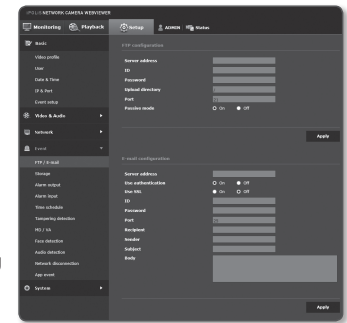 iPOLiS NETWORK CAMERA WEBVIEWER
Monitoring Playback Setup ADMIN Status
Basic
Video profile
User
Date & Time
IP & Port
Event setup
Video & Audio
Network
Event
FTP / E-mail
Storage
Alarm output
Alarm input
Time schedule
Tampering detection
MD / VA
Face detection
Audio detection
Network disconnection
App event
System
FTP configuration
Server address
ID
Password
Upload directory
Port
Passive mode On Off
Apply
E-mail configuration
Server address
Use authentication On Off
Use SSL On Off
ID
Password
Port
Recipient
Sender
Subject
Body
Apply